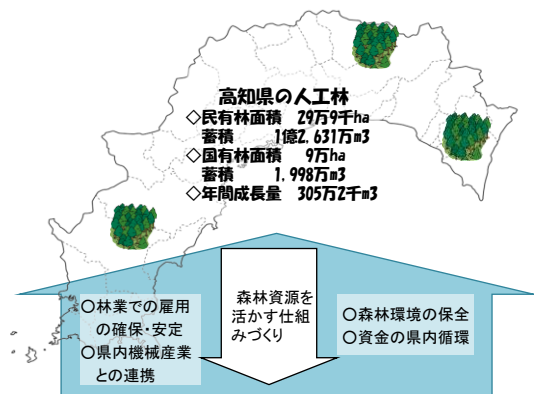 高知県の人工林
◇民有林面積　29万9千ha
蓄積　　1億2,631万m3
◇国有林面積　　9万ha
蓄積　　1,998万m3
◇年間成長量　305万2千m3
○林業での雇用
の確保・安定
○県内機械産業
との連携
森林資源を
活かす仕組
みづくり
○森林環境の保全
○資金の県内循環